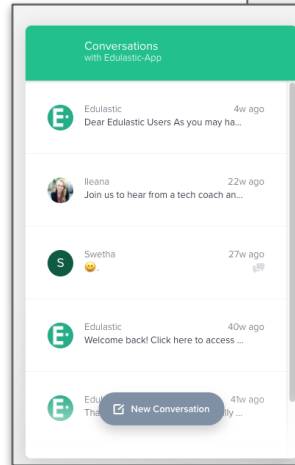 Conversations
with Edulastic-App
Edulastic 4w ago
Dear Edulastic Users As you may ha...
Ileana 22w ago
Join us to hear from a tech coach an...
S Swetha 27w ago
😀.
Edulastic 40w ago
Welcome back! Click here to access ...
41w ago
New Conversation